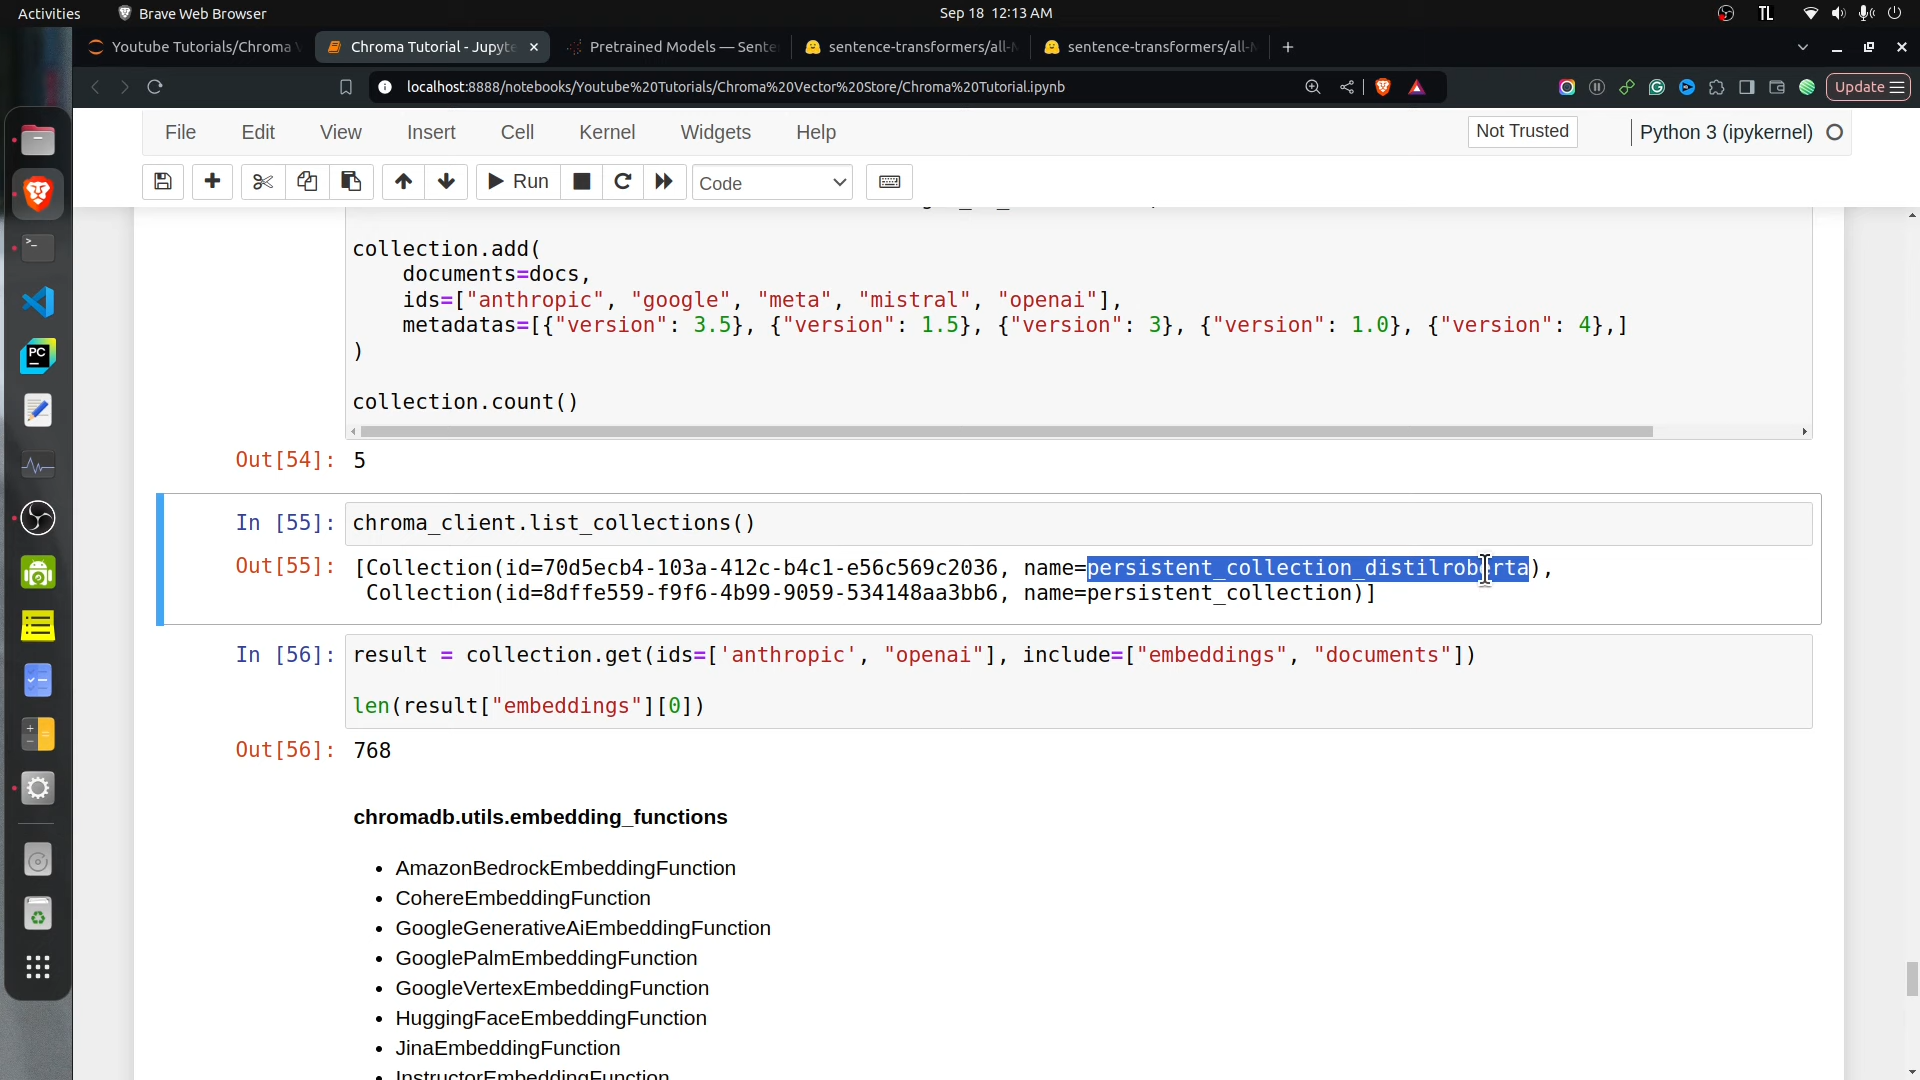 Activities
Brave Web Browser
Sep 18 12:13 AM
TL
Youtube Tutorials/Chroma
Chroma Tutorial - Jupyte
Pretrained Models — Sente
sentence-transformers/all-M
sentence-transformers/all-M
localhost:8888/notebooks/Youtube%20Tutorials/Chroma%20Vector%20Store/Chroma%20Tutorial.ipynb
Update
File Edit View Insert Cell Kernel Widgets Help
Not Trusted
Python 3 (ipykernel)
Run
Code
collection.add(
documents=docs,
ids=["anthropic", "google", "meta", "mistral", "openai"],
metadatas=[{"version": 3.5}, {"version": 1.5}, {"version": 3}, {"version": 1.0}, {"version": 4},]
)
collection.count()
Out[54]: 5
In [55]: chroma_client.list_collections()
Out[55]: [Collection(id=70d5ecb4-103a-412c-b4c1-e56c569c2036, name=persistent_collection_distilroberta),
Collection(id=8dffe559-f9f6-4b99-9059-534148aa3bb6, name=persistent_collection)]
In [56]: result = collection.get(ids=['anthropic', "openai"], include=["embeddings", "documents"])
len(result["embeddings"][0])
Out[56]: 768
chromadb.utils.embedding_functions
• AmazonBedrockEmbeddingFunction
• CohereEmbeddingFunction
• GoogleGenerativeAiEmbeddingFunction
• GooglePalmEmbeddingFunction
• GoogleVertexEmbeddingFunction
• HuggingFaceEmbeddingFunction
• JinaEmbeddingFunction
• InstructorEmbeddingFunction
PC